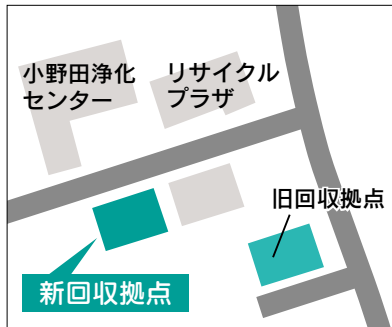 小野田浄化
センター
リサイクル
プラザ
旧回収拠点
新回収拠点